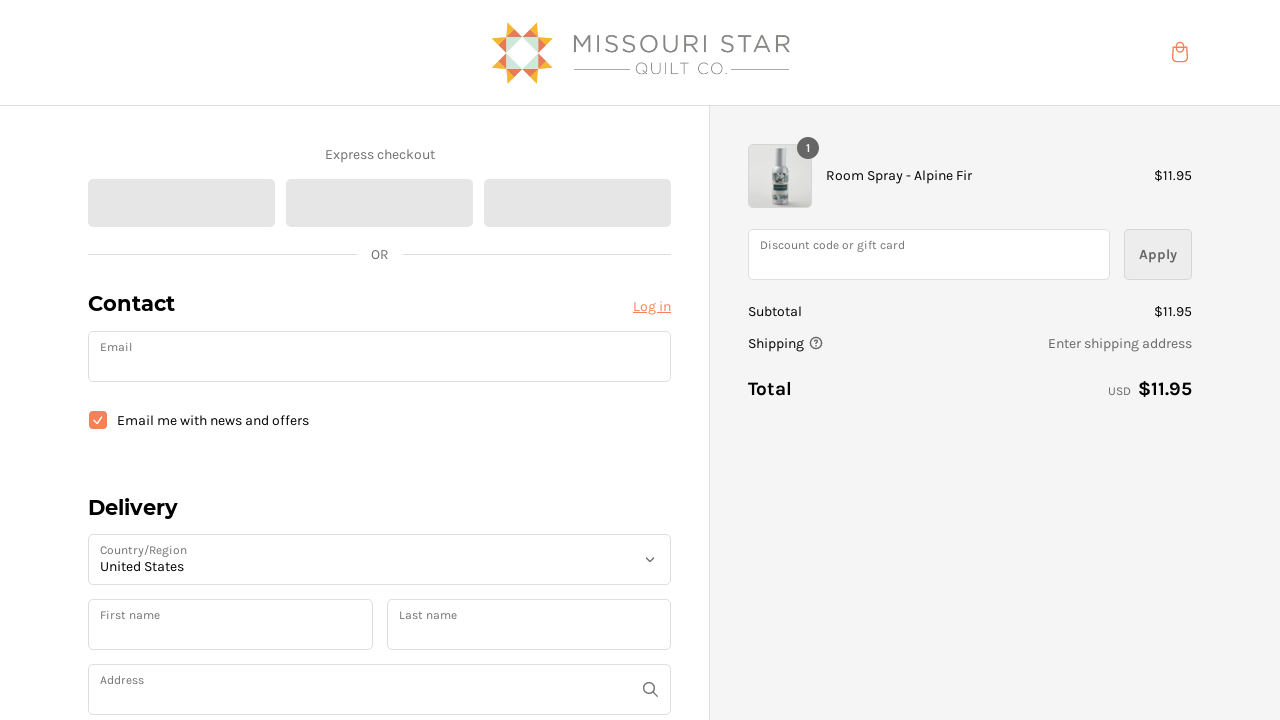 MISSOURI STAR
QUILT CO.
Express checkout
OR
Contact
Log in
Email
Email me with news and offers
Delivery
Country/Region
United States
First name
Last name
Address
1
Room Spray - Alpine Fir
$11.95
Discount code or gift card
Apply
Subtotal
$11.95
Shipping
Enter shipping address
Total
USD $11.95